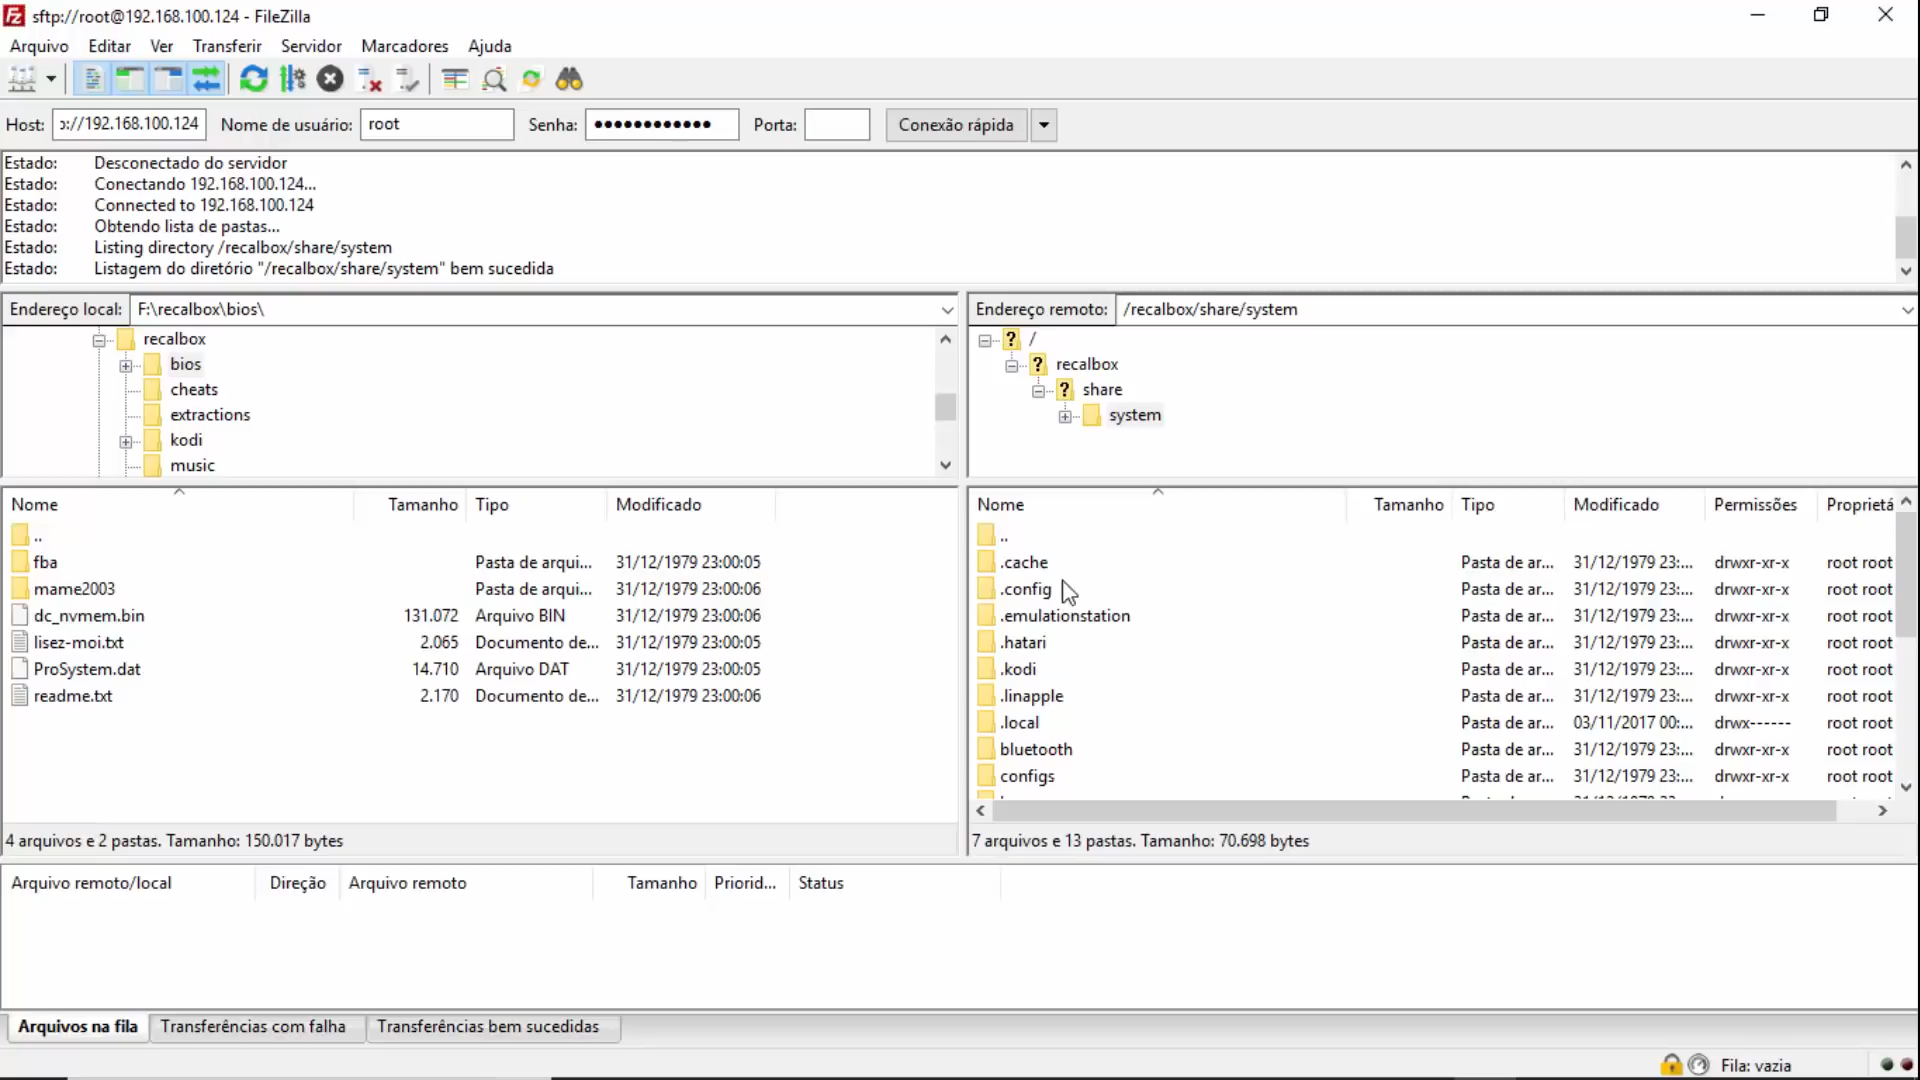 sftp://root@192.168.100.124 - FileZilla
Arquivo Editar Ver Transferir Servidor Marcadores Ajuda
Host: ://192.168.100.124 Nome de usuário: root Senha: •••••••••••• Porta: Conexão rápida
Estado: Desconectado do servidor
Estado: Conectando 192.168.100.124...
Estado: Connected to 192.168.100.124
Estado: Obtendo lista de pastas...
Estado: Listing directory /recalbox/share/system
Estado: Listagem do diretório "/recalbox/share/system" bem sucedida
Endereço local: F:\recalbox\bios\
recalbox
bios
cheats
extractions
kodi
music
Endereço remoto: /recalbox/share/system
/
recalbox
share
system
Nome Tamanho Tipo Modificado
..
fba Pasta de arqui... 31/12/1979 23:00:05
mame2003 Pasta de arqui... 31/12/1979 23:00:06
dc_nvmem.bin 131.072 Arquivo BIN 31/12/1979 23:00:06
lisez-moi.txt 2.065 Documento de... 31/12/1979 23:00:05
ProSystem.dat 14.710 Arquivo DAT 31/12/1979 23:00:05
readme.txt 2.170 Documento de... 31/12/1979 23:00:06
4 arquivos e 2 pastas. Tamanho: 150.017 bytes
Nome Tamanho Tipo Modificado Permissões Proprietá
..
.cache Pasta de ar... 31/12/1979 23:... drwxr-xr-x root root
.config Pasta de ar... 31/12/1979 23:... drwxr-xr-x root root
.emulationstation Pasta de ar... 31/12/1979 23:... drwxr-xr-x root root
.hatari Pasta de ar... 31/12/1979 23:... drwxr-xr-x root root
.kodi Pasta de ar... 31/12/1979 23:... drwxr-xr-x root root
.linapple Pasta de ar... 31/12/1979 23:... drwxr-xr-x root root
.local Pasta de ar... 03/11/2017 00:... drwx------ root root
bluetooth Pasta de ar... 31/12/1979 23:... drwxr-xr-x root root
configs Pasta de ar... 31/12/1979 23:... drwxr-xr-x root root
7 arquivos e 13 pastas. Tamanho: 70.698 bytes
Arquivo remoto/local Direção Arquivo remoto Tamanho Priorid... Status
Arquivos na fila Transferências com falha Transferências bem sucedidas
Fila: vazia